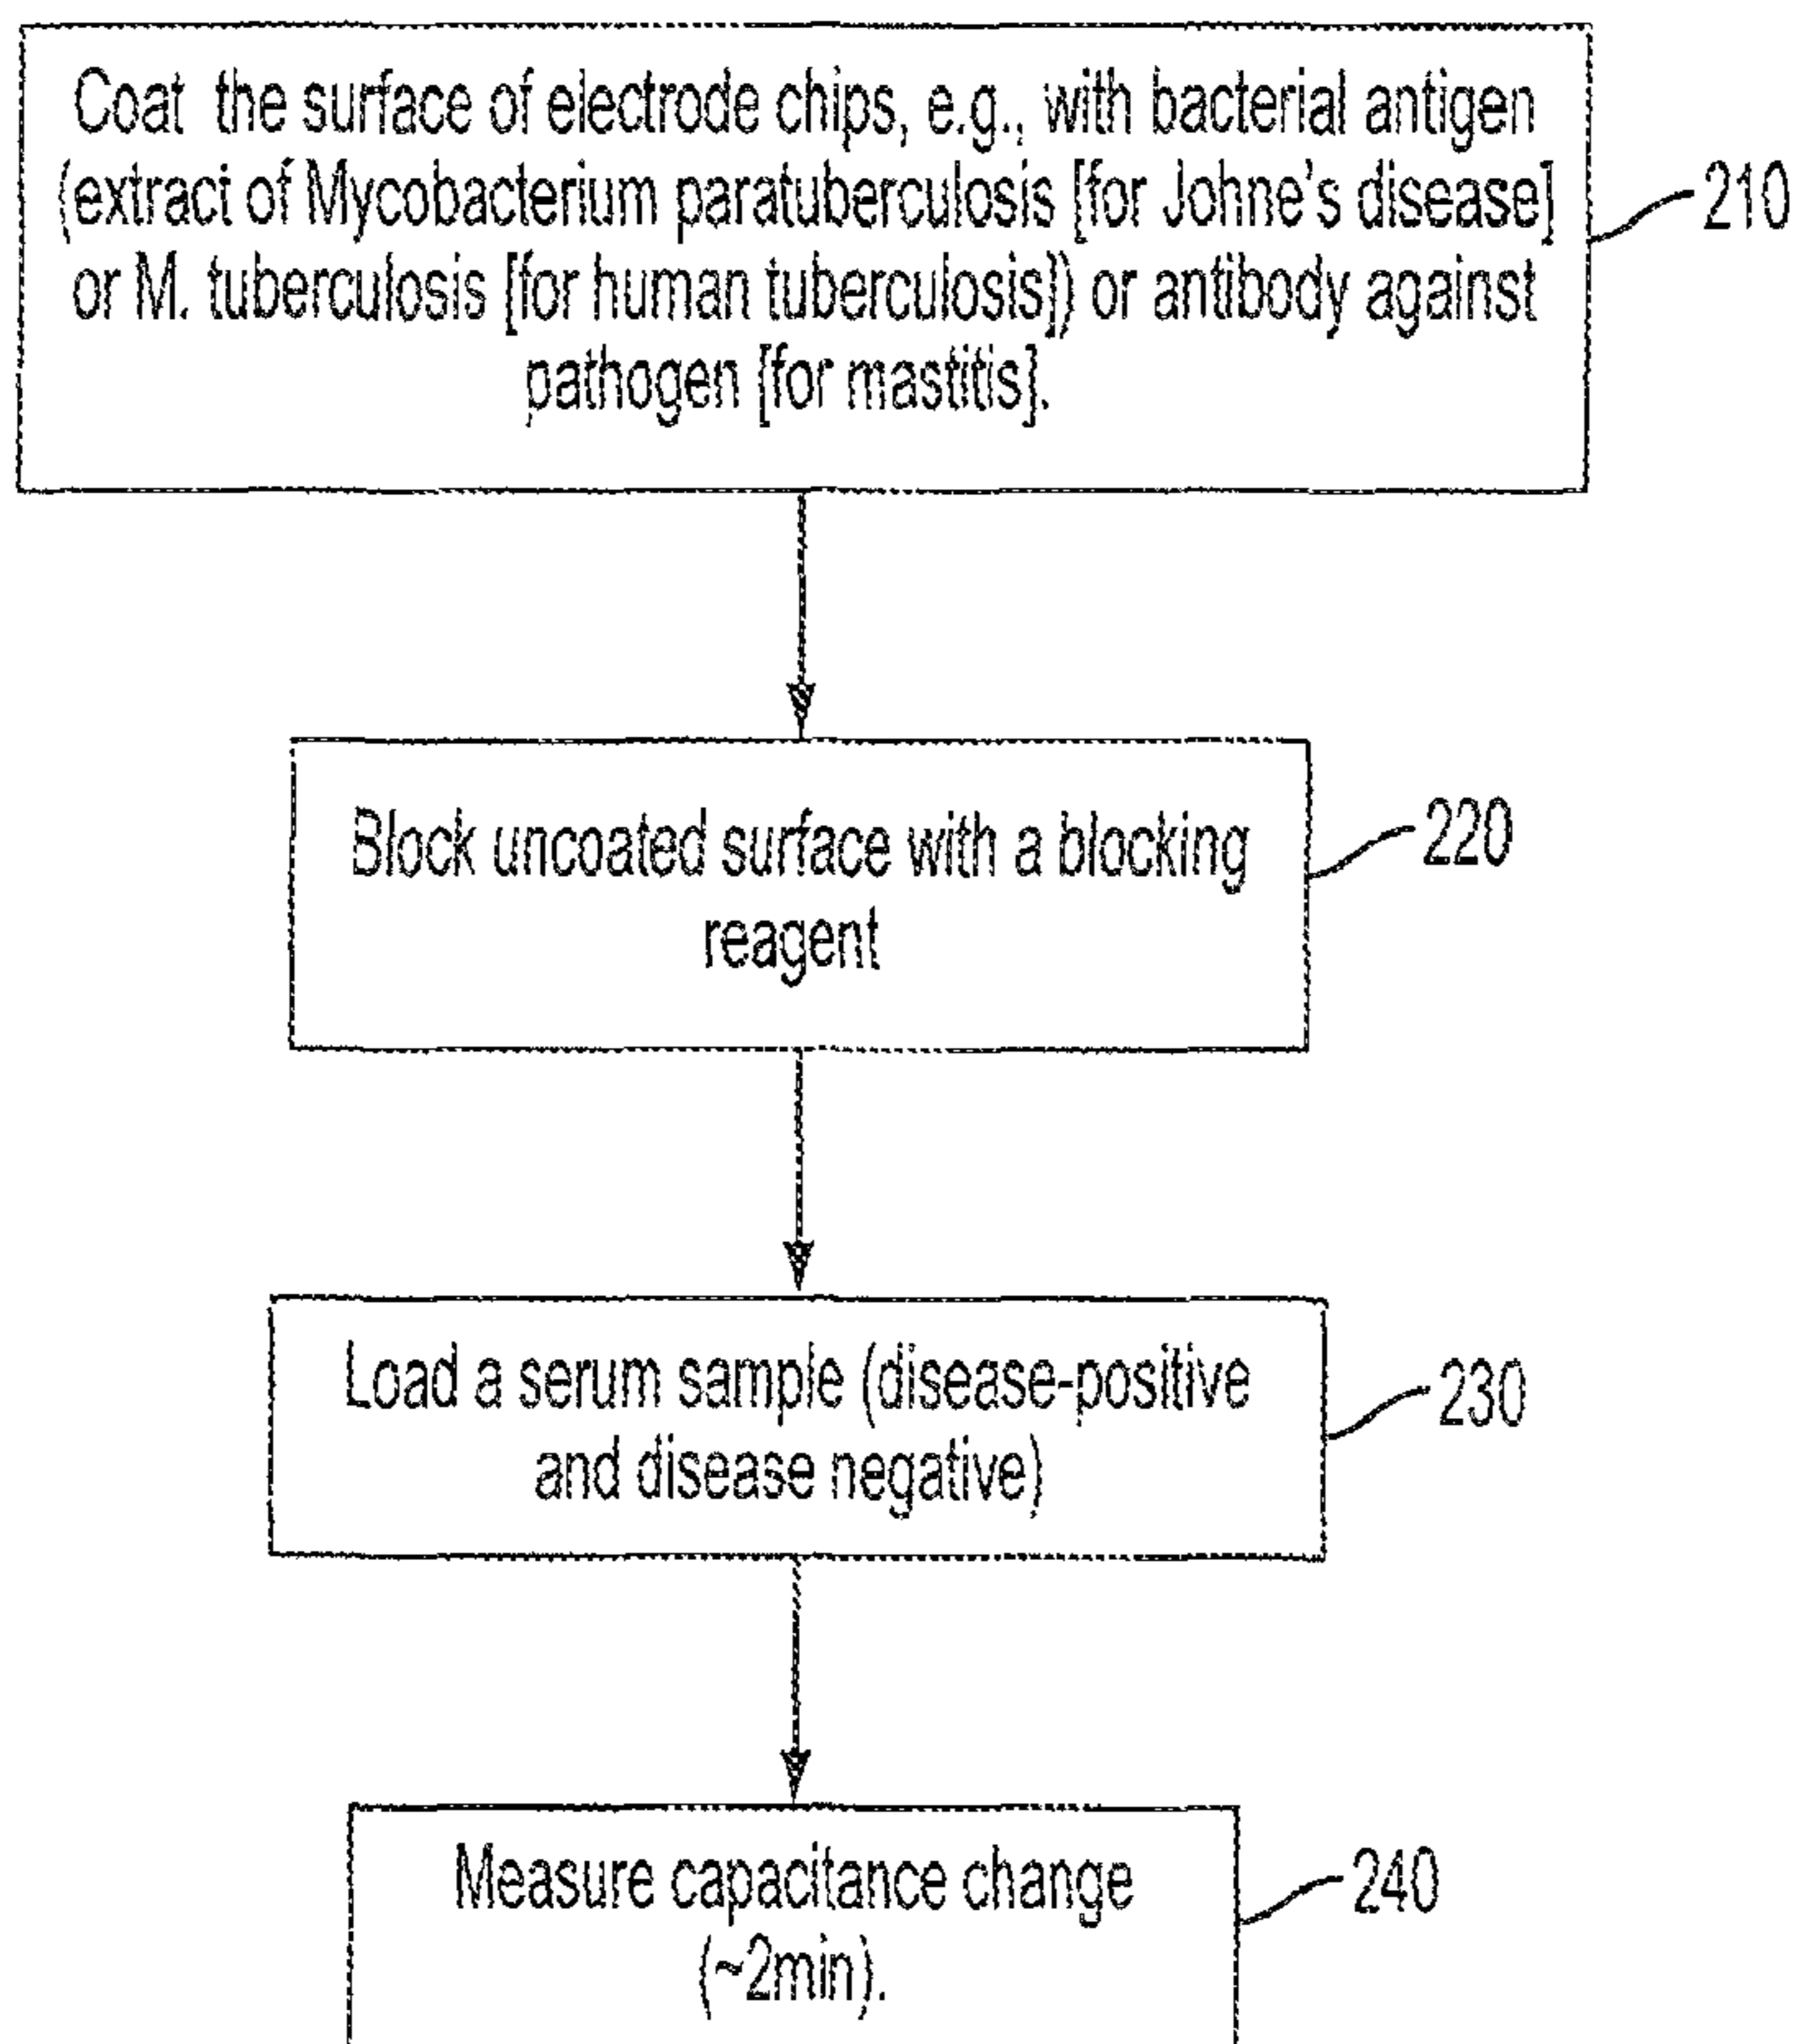 Coat the surface of electrode chips, e.g., with bacterial antigen
(extract of Mycobacterium paratuberculosis [for Johne's disease]
or M. tuberculosis [for human tuberculosis]) or antibody against
pathogen [for mastitis].
210
Block uncoated surface with a blocking
reagent
220
Load a serum sample (disease-positive
and disease negative)
230
Measure capacitance change
(~2min).
240